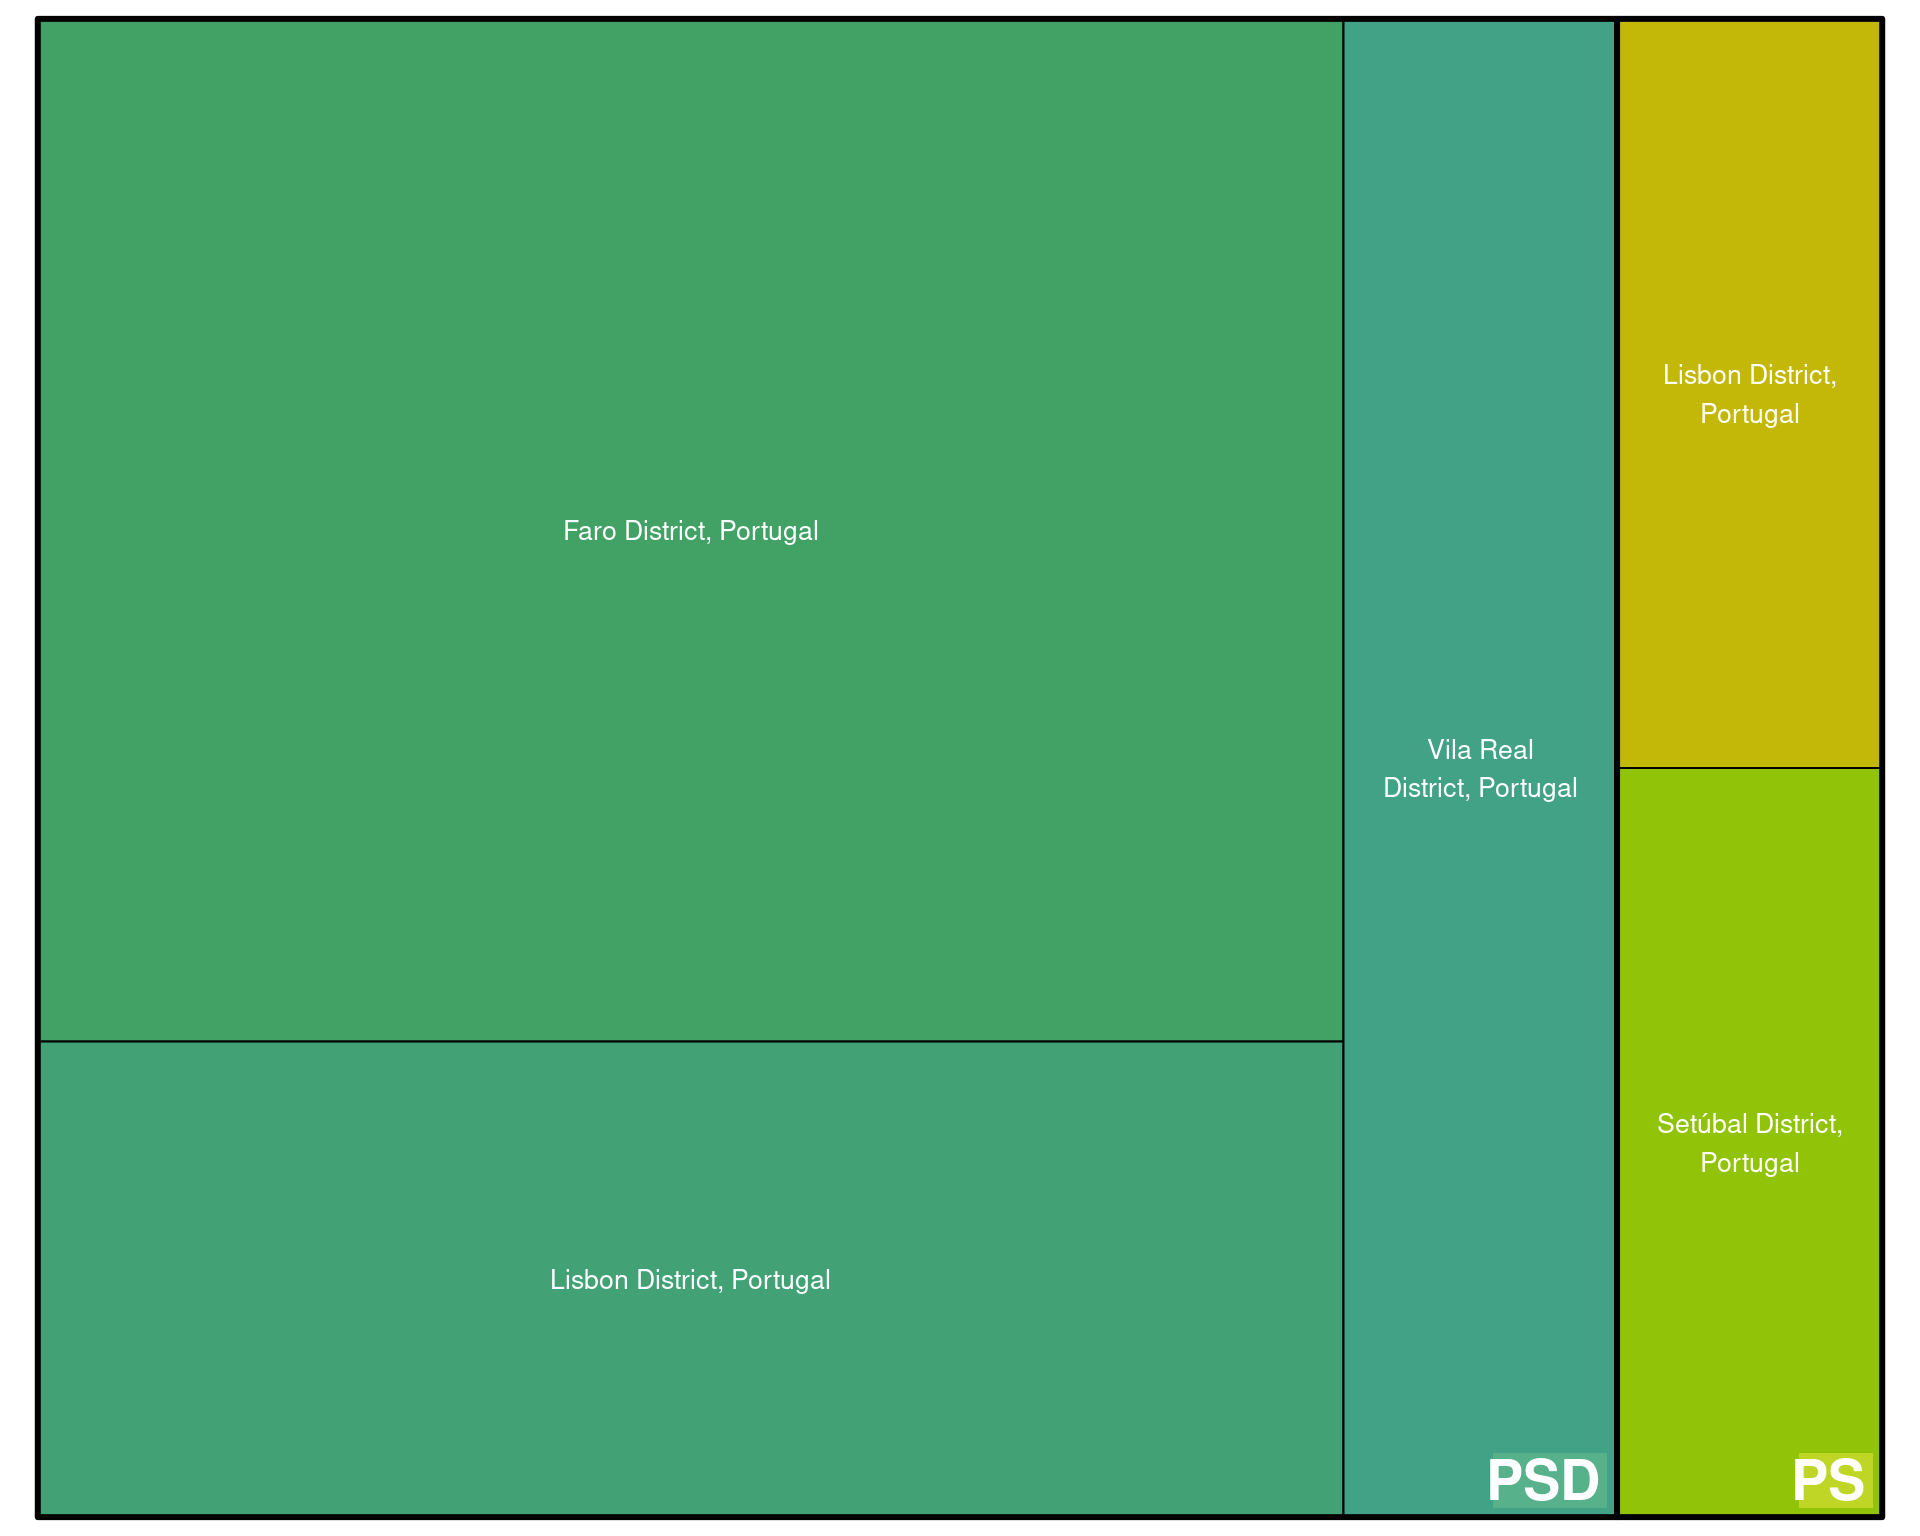 Faro District, Portugal
Lisbon District, Portugal
Vila Real
District, Portugal
PSD
Lisbon District,
Portugal
Setúbal District,
Portugal
PS